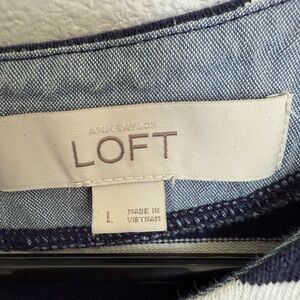 ANN TAYLOR
LOFT
L
MADE IN
VIETNAM